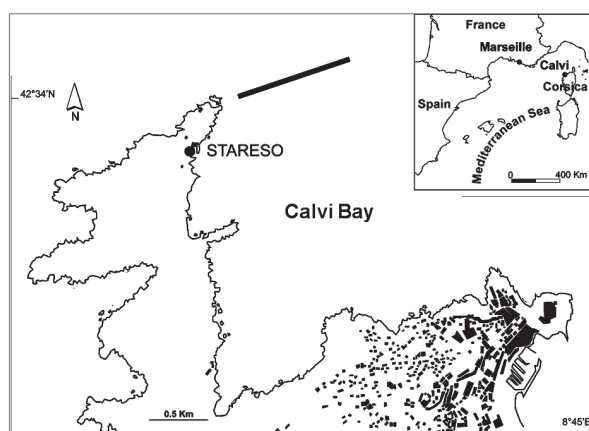 France
Marseille
Calvi
Corsica
Spain
Mediterranean Sea
0 400 Km
42°34'N
N
STARESO
Calvi Bay
0.5 Km
8°45'E